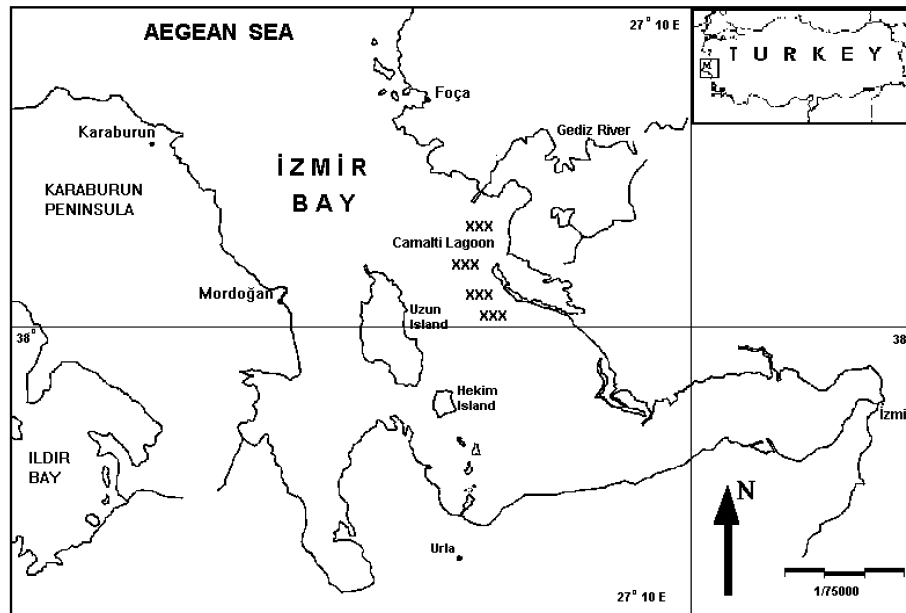 AEGEAN SEA
27° 10 E
TURKEY
M
Foça
Karaburun
Gediz River
İZMİR
BAY
KARABURUN
PENINSULA
XXX
Camalti Lagoon
XXX
Mordoğan
XXX
Uzun
Island
XXX
38°
38
Hekim
Island
İzmi
ILDIR
BAY
N
Urla
1/75000
27° 10 E